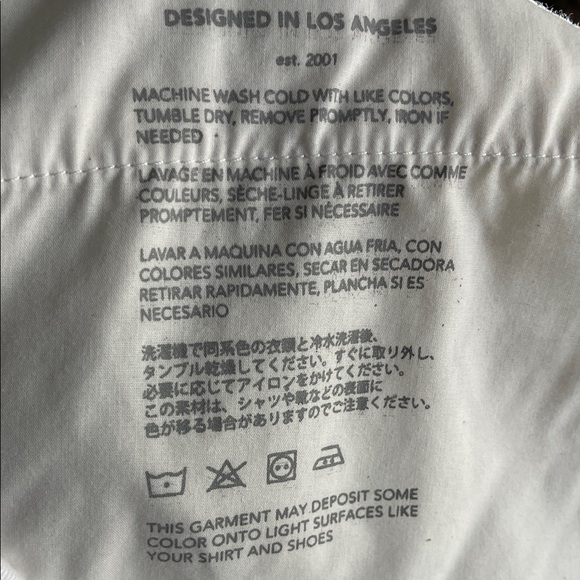 DESIGNED IN LOS ANGELES
est. 2001
MACHINE WASH COLD WITH LIKE COLORS,
TUMBLE DRY, REMOVE PROMPTLY, IRON IF
NEEDED
LAVAGE EN MACHINE À FROID AVEC COMME
COULEURS, SÈCHE-LINGE À RETIRER
PROMPTEMENT, FER SI NÉCESSAIRE
LAVAR A MAQUINA CON AGUA FRIA, CON
COLORES SIMILARES, SECAR EN SECADORA
RETIRAR RAPIDAMENTE, PLANCHA SI ES
NECESARIO
洗濯機で同系色の衣類と冷水洗濯後、
タンブル乾燥してください。すぐに取り外し、
必要に応じてアイロンをかけてください。
この素材は、シャツや靴などの表面に
色が移る場合がありますのでご注意ください。
THIS GARMENT MAY DEPOSIT SOME
COLOR ONTO LIGHT SURFACES LIKE
YOUR SHIRT AND SHOES